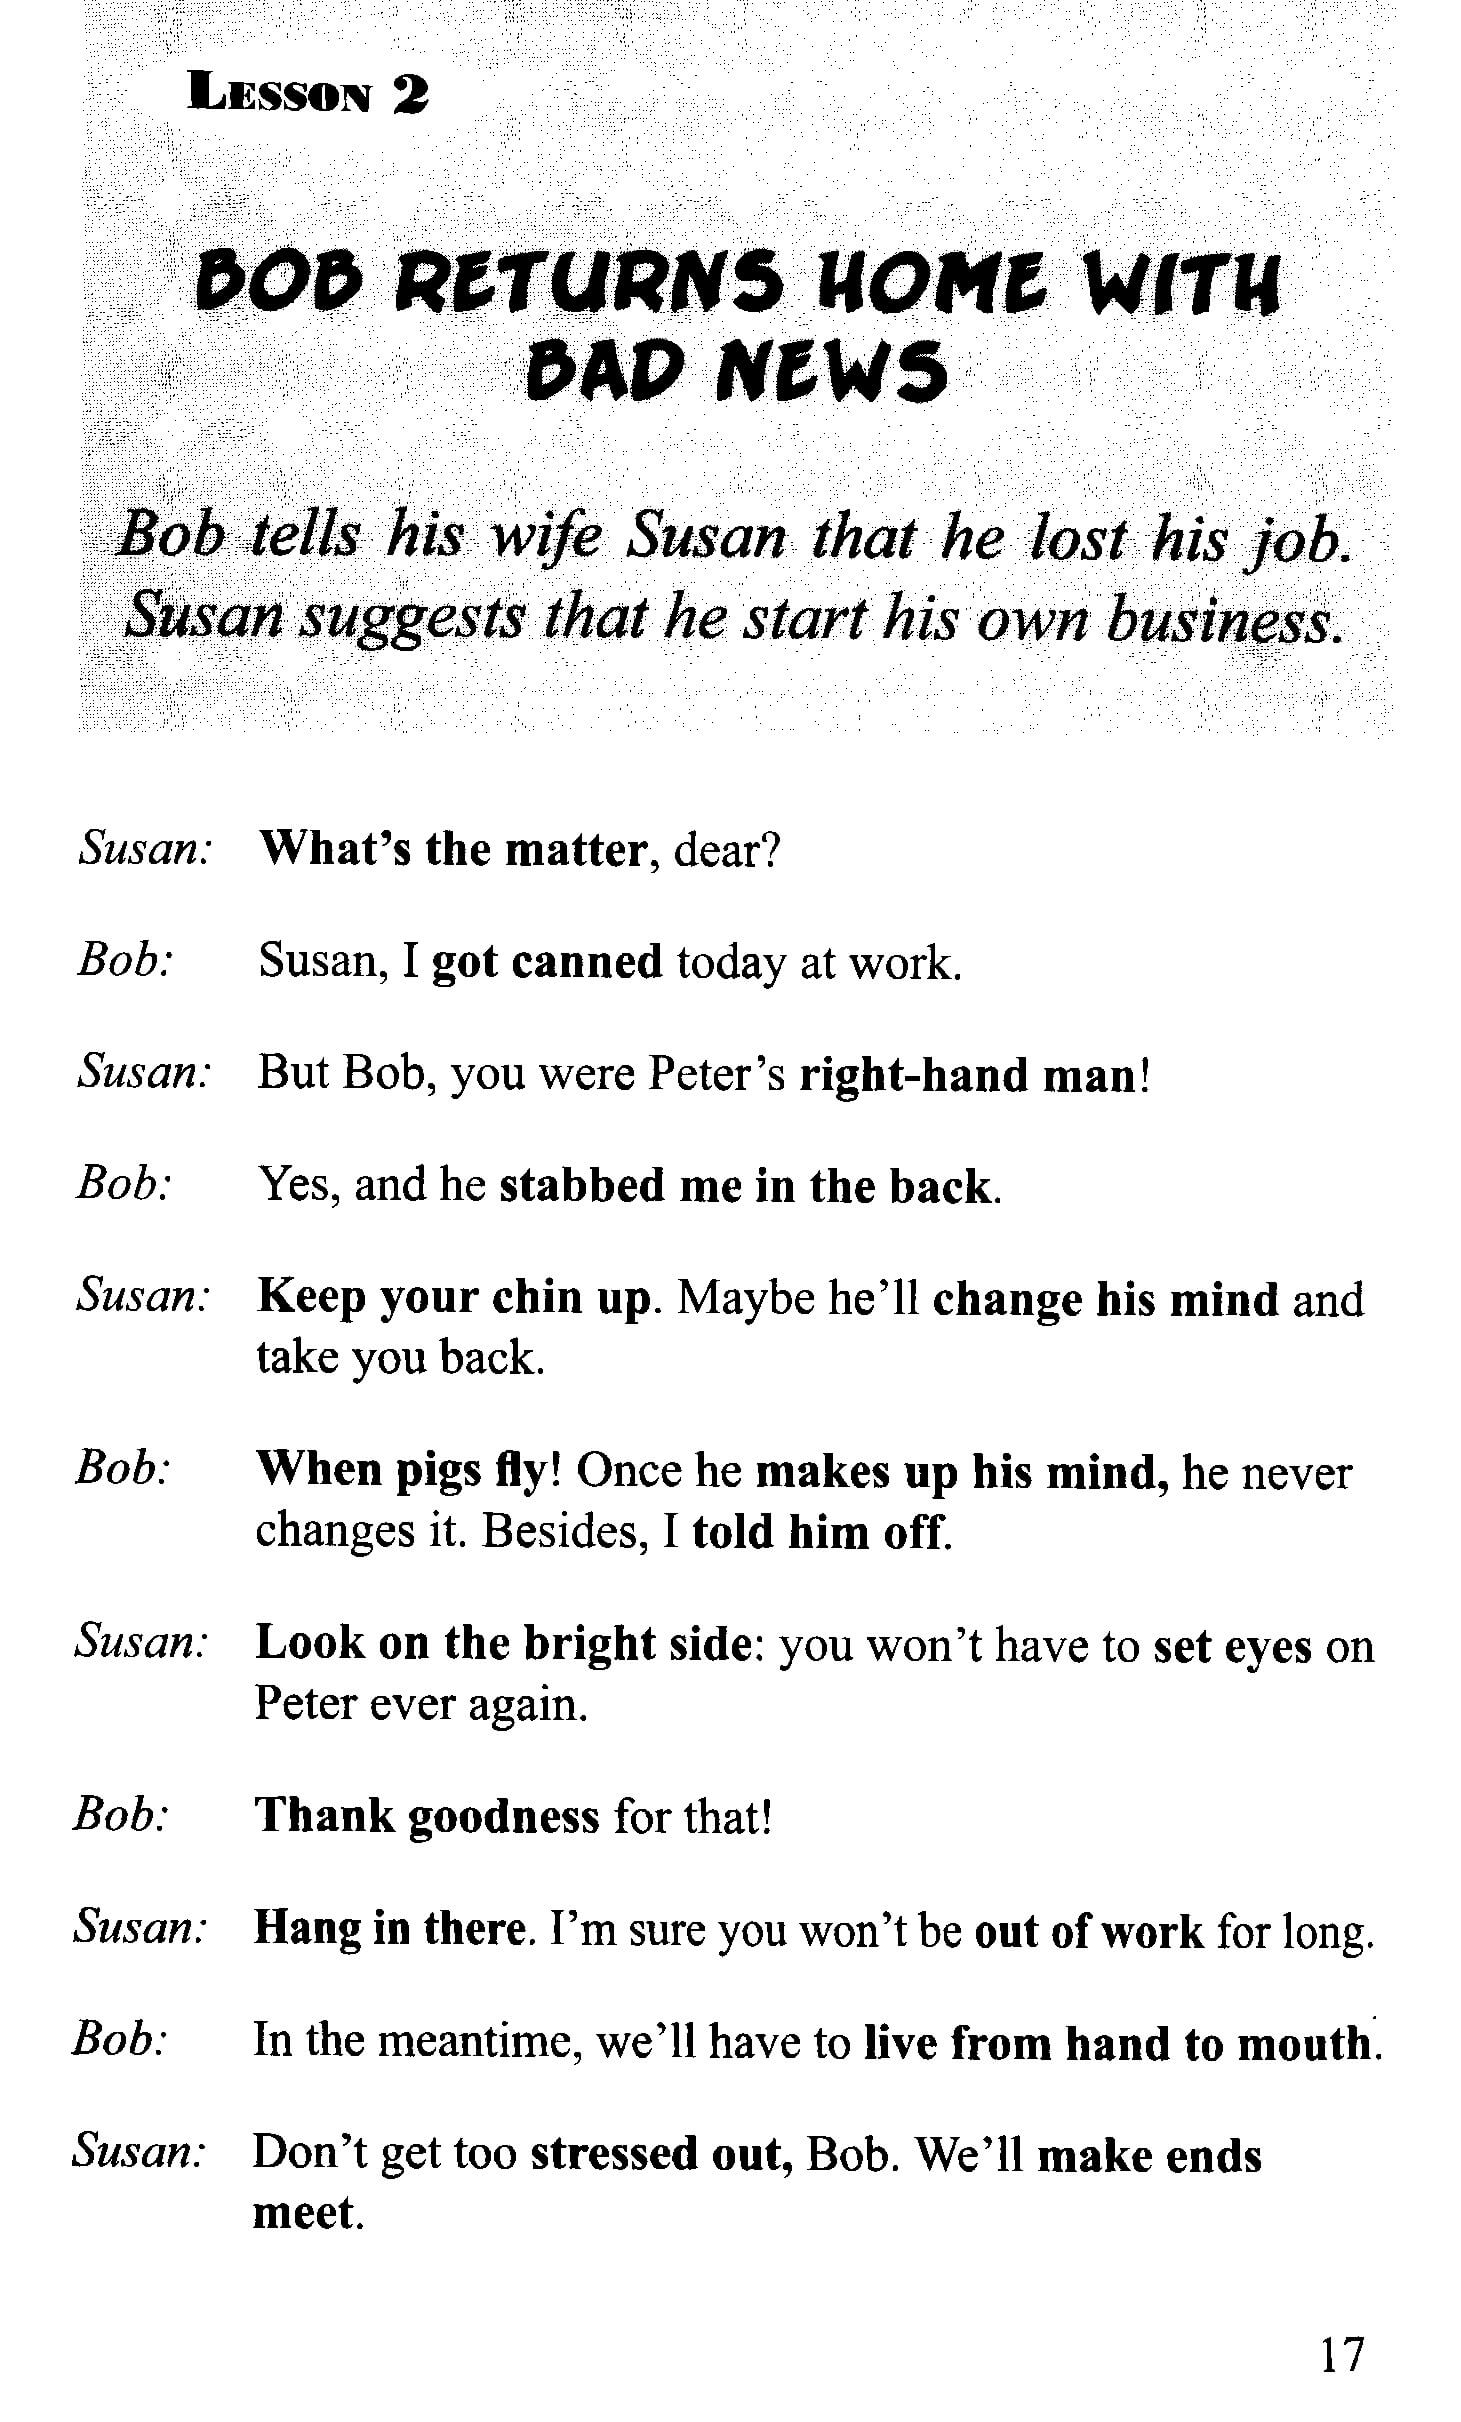 LESSON 2
BOB RETURNS HOME WITH
BAD NEWS
Bob tells his wife Susan that he lost his job.
Susan suggests that he start his own business.
Susan: What's the matter, dear?
Bob: Susan, I got canned today at work.
Susan: But Bob, you were Peter's right-hand man!
Bob: Yes, and he stabbed me in the back.
Susan: Keep your chin up. Maybe he'll change his mind and
take you back.
Bob: When pigs fly! Once he makes up his mind, he never
changes it. Besides, I told him off.
Susan: Look on the bright side: you won't have to set eyes on
Peter ever again.
Bob: Thank goodness for that!
Susan: Hang in there. I'm sure you won't be out of work for long.
Bob: In the meantime, we'll have to live from hand to mouth.
Susan: Don't get too stressed out, Bob. We'll make ends
meet.
17